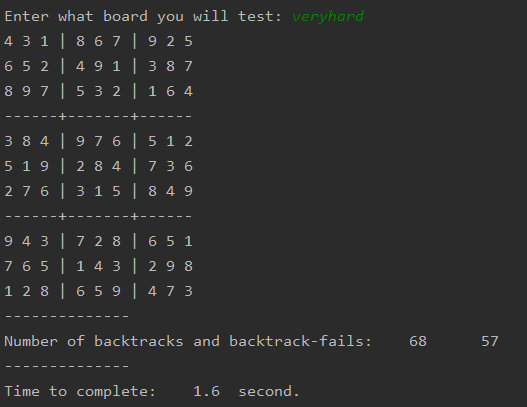 Enter what board you will test: veryhard
4 3 1 | 8 6 7 | 9 2 5
6 5 2 | 4 9 1 | 3 8 7
8 9 7 | 5 3 2 | 1 6 4
------+-------+------
3 8 4 | 9 7 6 | 5 1 2
5 1 9 | 2 8 4 | 7 3 6
2 7 6 | 3 1 5 | 8 4 9
------+-------+------
9 4 3 | 7 2 8 | 6 5 1
7 6 5 | 1 4 3 | 2 9 8
1 2 8 | 6 5 9 | 4 7 3
--------------
Number of backtracks and backtrack-fails:    68      57
--------------
Time to complete:    1.6  second.